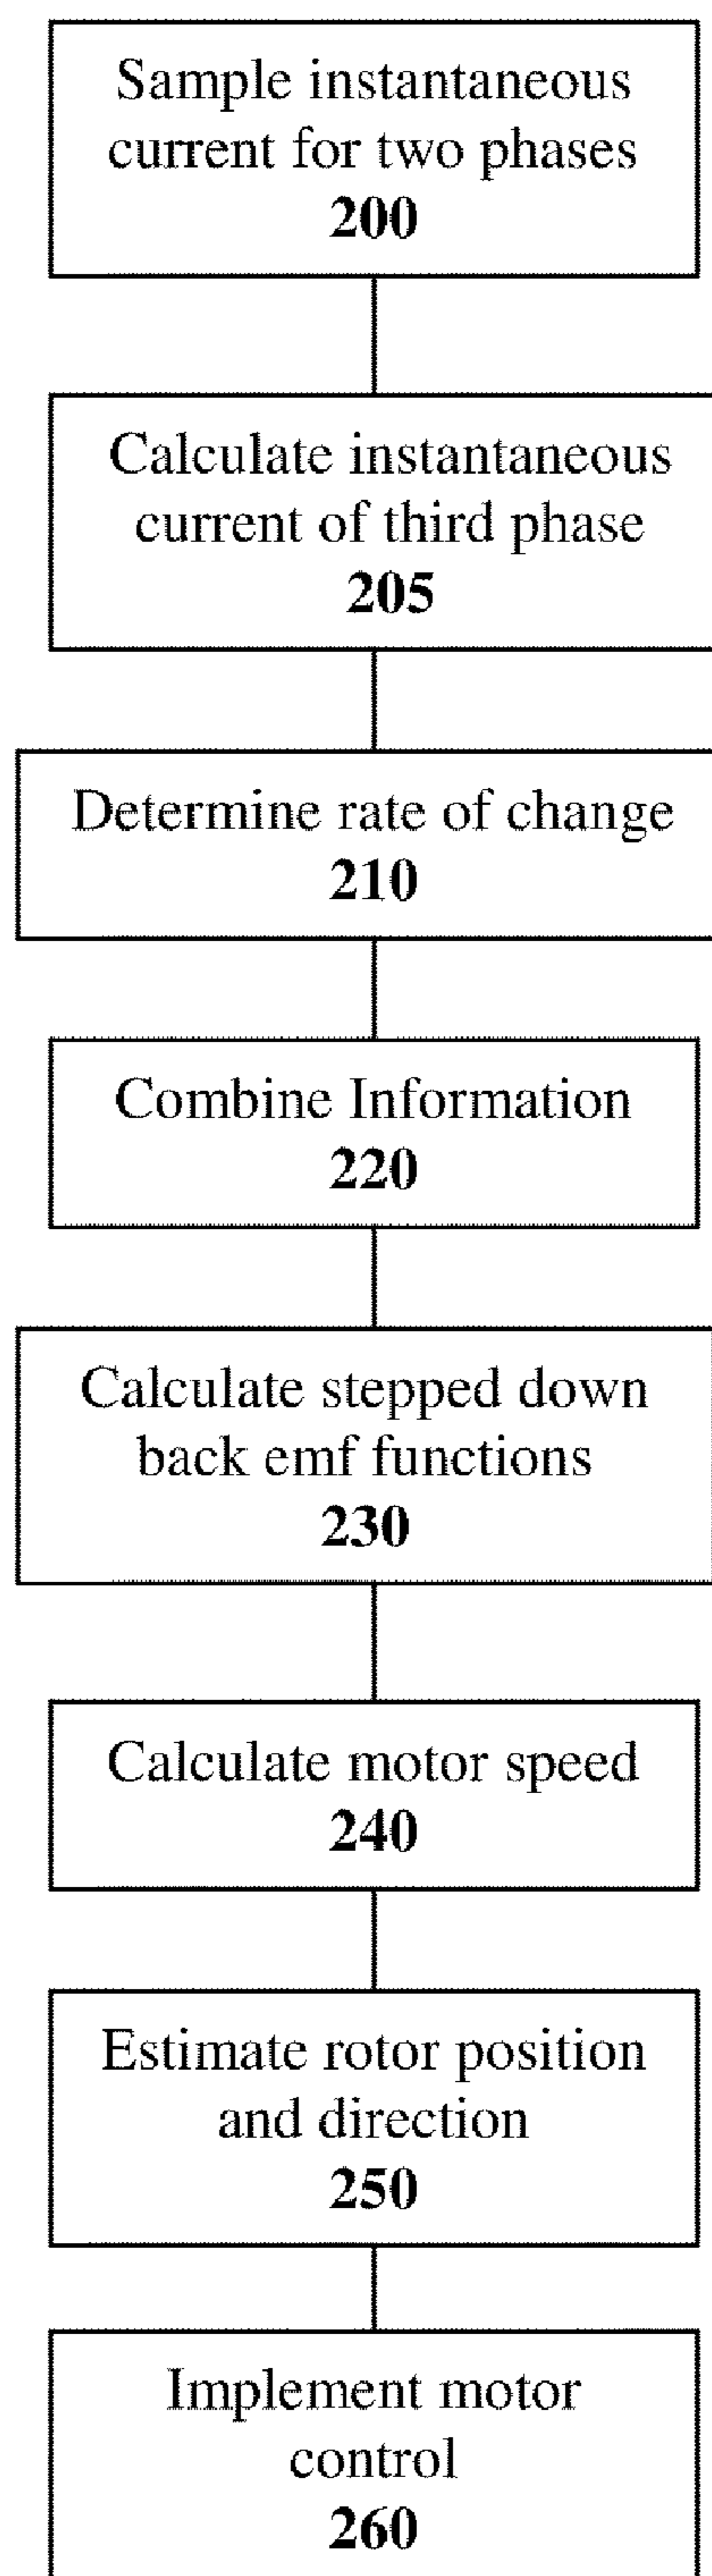 Sample instantaneous
current for two phases
200
Calculate instantaneous
current of third phase
205
Determine rate of change
210
Combine Information
220
Calculate stepped down
back emf functions
230
Calculate motor speed
240
Estimate rotor position
and direction
250
Implement motor
control
260